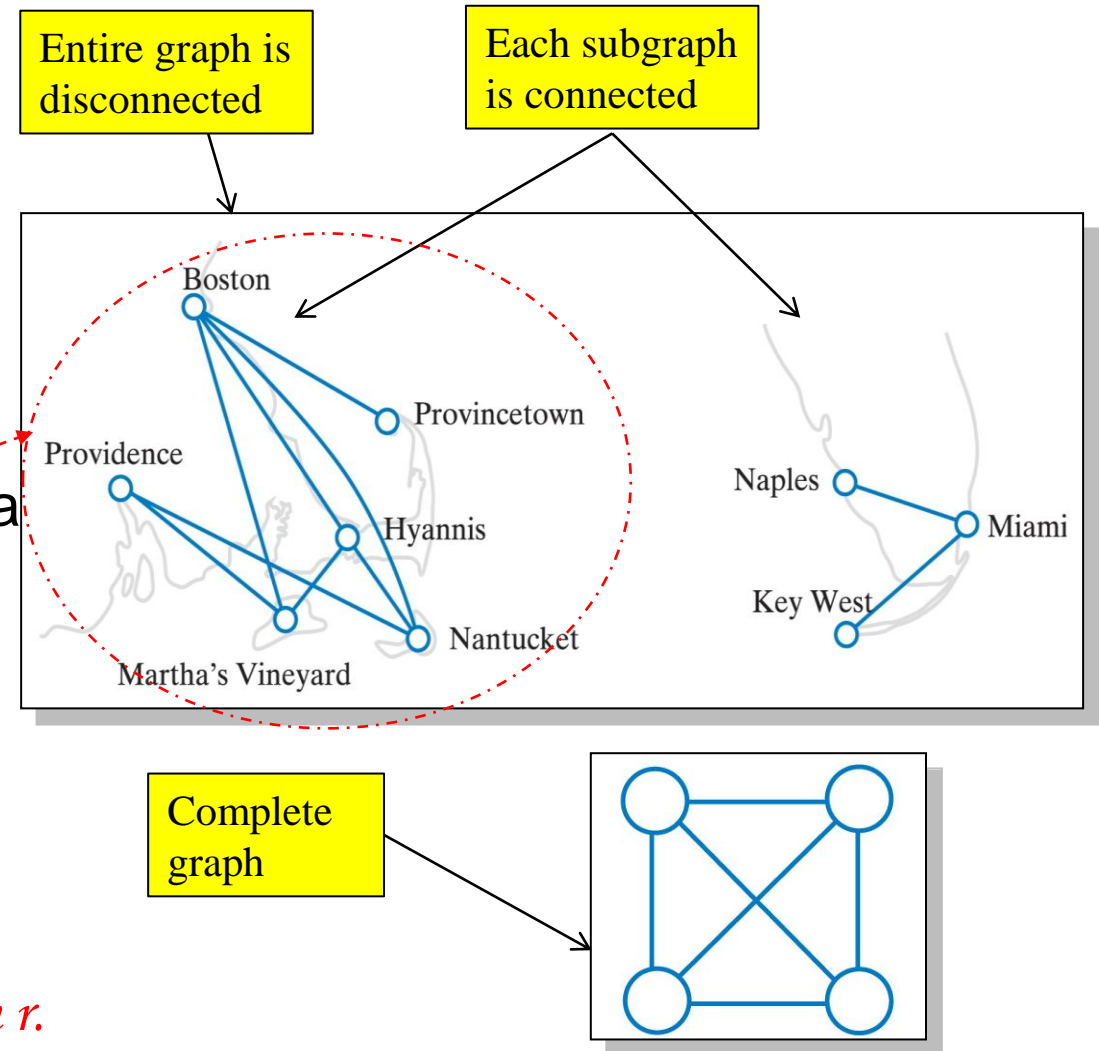 Entire graph is
disconnected
Each subgraph
is connected
Boston
Provincetown
Providence
a
Hyannis
Nantucket
Martha's Vineyard
Naples
Miami
Key West
Complete
graph
r.